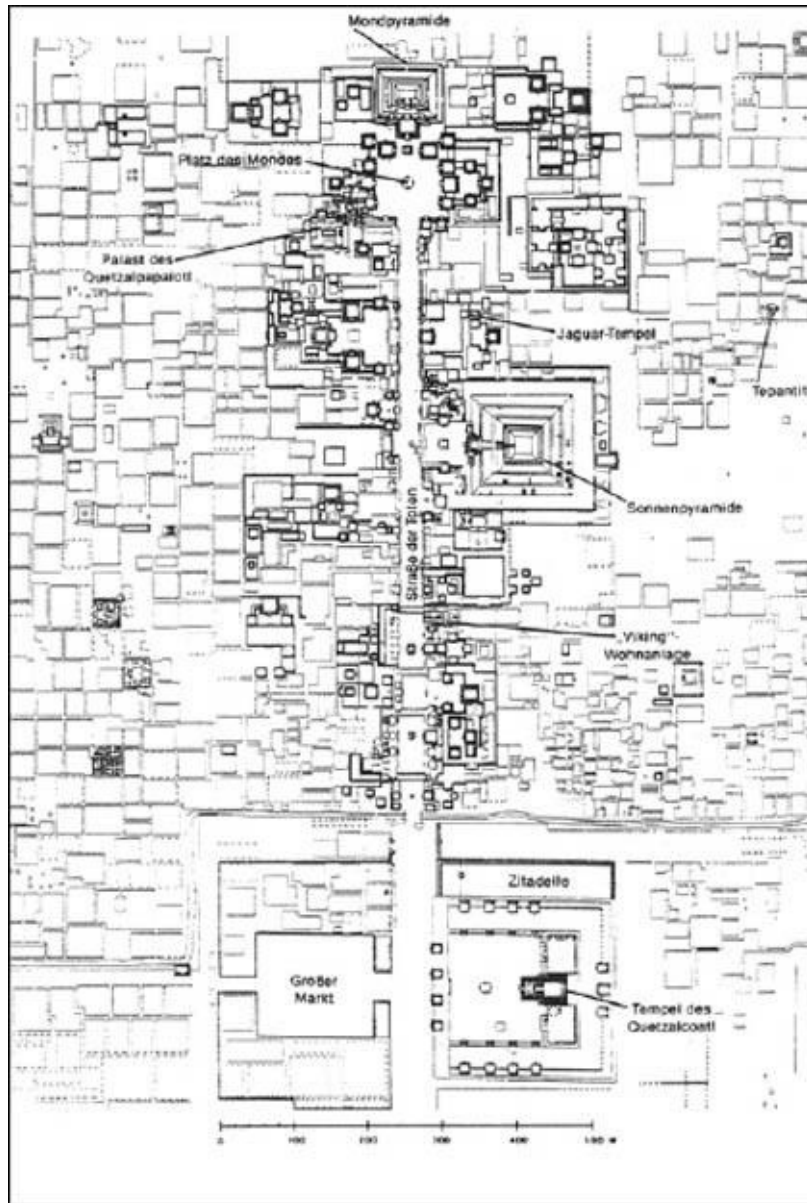 Mondpyramide
Platz des Mondes
Palast des
Quetzalpapalotl
Jaguar-Tempel
Tepantit
Sonnenpyramide
Straße der Toten
"Viking"-
Wohnanlage
Zitadelle
Großer
Markt
Tempel des
Quetzalcoatl
0 100 200 300 400 500 m